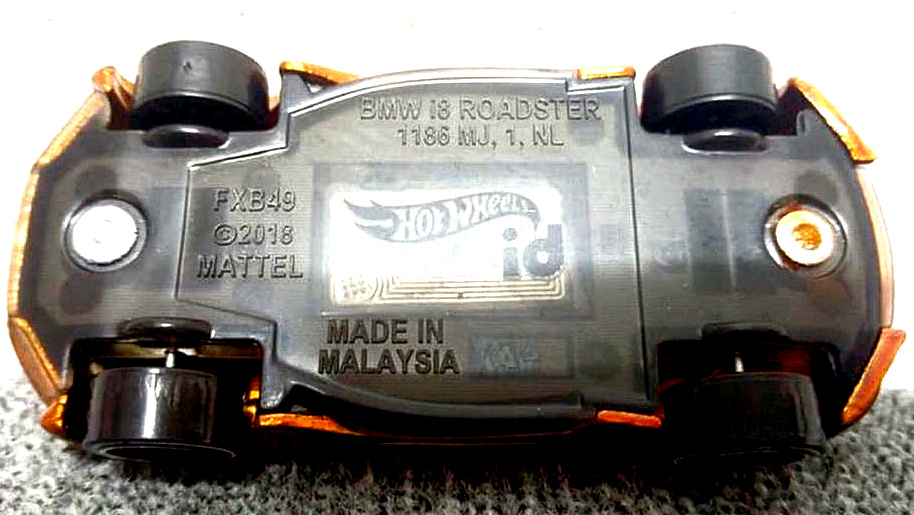 BMW i8 ROADSTER
1186 MJ, 1, NL
FXB49
©2018
MATTEL
HOT WHEELS
id
MADE IN
MALAYSIA